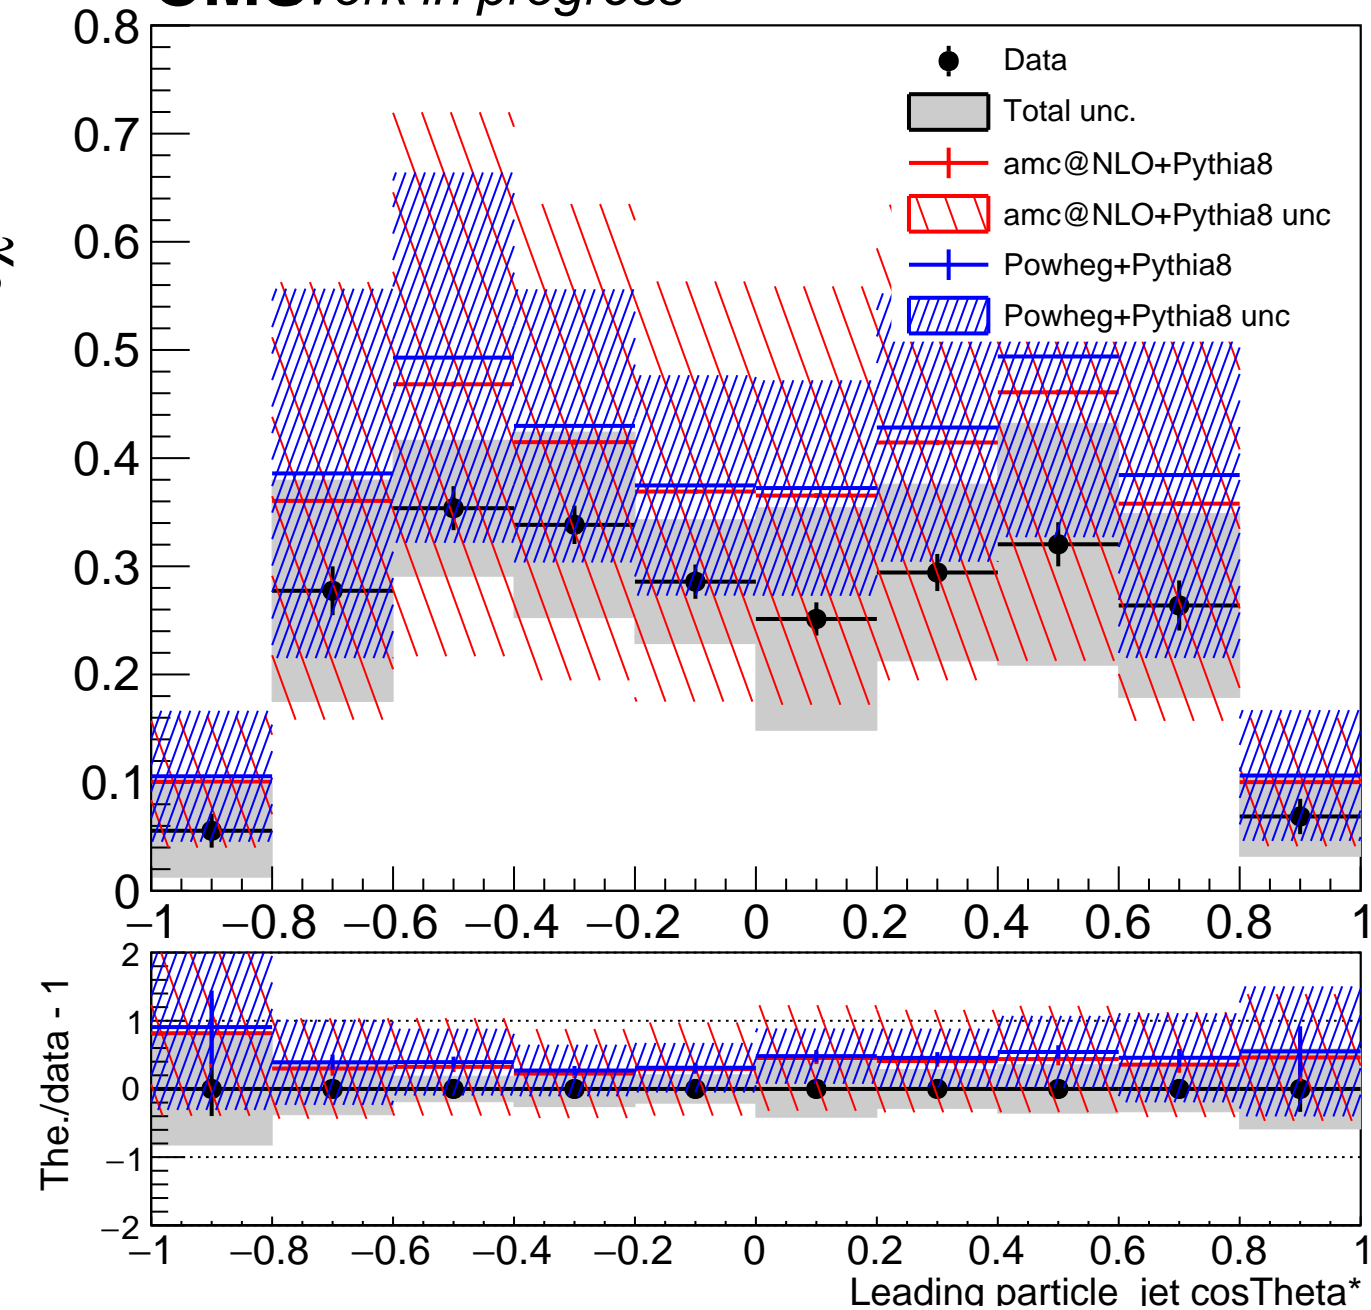 Work in progress
0.8
0.7
0.6
0.5
0.4
0.3
0.2
0.1
0
Data
Total unc.
amc@NLO+Pythia8
amc@NLO+Pythia8 unc
Powheg+Pythia8
Powheg+Pythia8 unc
−1 −0.8 −0.6 −0.4 −0.2 0 0.2 0.4 0.6 0.8 1
The./data - 1
2
1
0
−1
−2
−1 −0.8 −0.6 −0.4 −0.2 0 0.2 0.4 0.6 0.8 1
Leading particle_jet cosTheta*